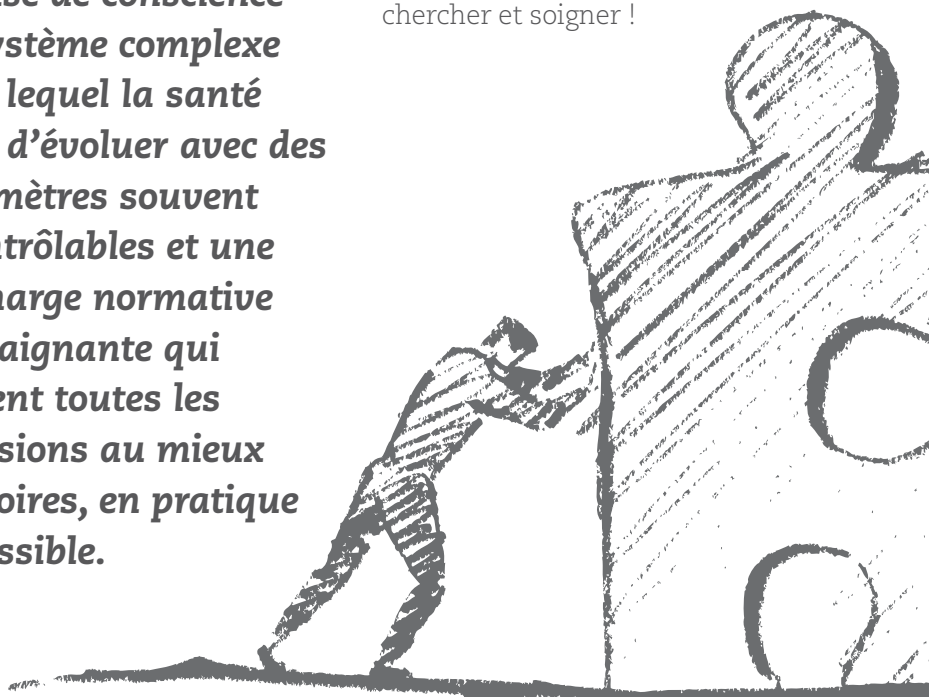 se de conscience
ystème complexe
lequel la santé
d’évoluer avec des
mètres souvent
ntrôlables et une
harge normative
aignante qui
ent toutes les
sions au mieux
oires, en pratique
ssible.
chercher et soigner !